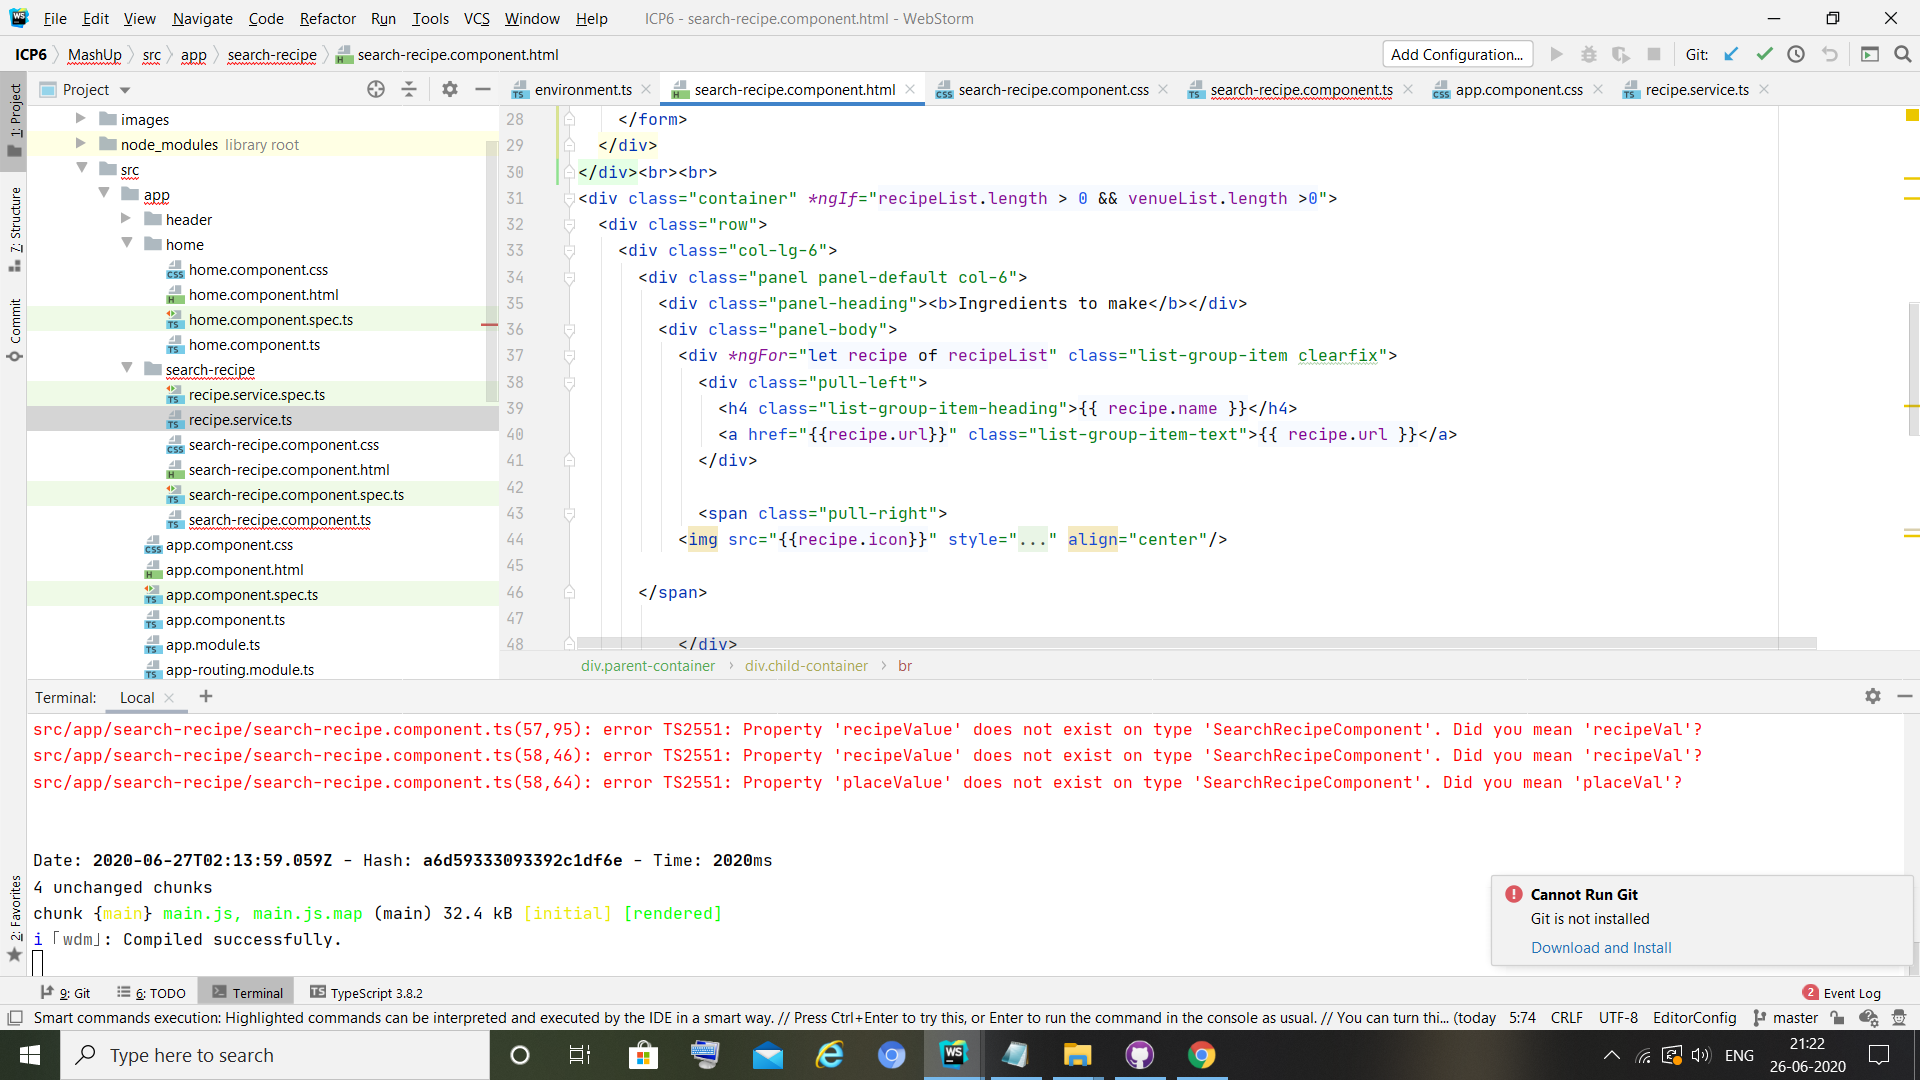 File Edit View Navigate Code Refactor Run Tools VCS Window Help ICP6 - search-recipe.component.html - WebStorm
ICP6 MashUp src app search-recipe search-recipe.component.html Add Configuration... Git:
1: Project
7: Structure
Commit
2: Favorites
Project
images
node_modules library root
src
app
header
home
home.component.css
home.component.html
home.component.spec.ts
home.component.ts
search-recipe
recipe.service.spec.ts
recipe.service.ts
search-recipe.component.css
search-recipe.component.html
search-recipe.component.spec.ts
search-recipe.component.ts
app.component.css
app.component.html
app.component.spec.ts
app.component.ts
app.module.ts
app-routing.module.ts
environment.ts search-recipe.component.html search-recipe.component.css search-recipe.component.ts app.component.css recipe.service.ts
28 </form>
29 </div>
30 </div><br><br>
31 <div class="container" *ngIf="recipeList.length > 0 && venueList.length >0">
32 <div class="row">
33 <div class="col-lg-6">
34 <div class="panel panel-default col-6">
35 <div class="panel-heading"><b>Ingredients to make</b></div>
36 <div class="panel-body">
37 <div *ngFor="let recipe of recipeList" class="list-group-item clearfix">
38 <div class="pull-left">
39 <h4 class="list-group-item-heading">{{ recipe.name }}</h4>
40 <a href="{{recipe.url}}" class="list-group-item-text">{{ recipe.url }}</a>
41 </div>
42
43 <span class="pull-right">
44 <img src="{{recipe.icon}}" style="..." align="center"/>
45
46 </span>
47
48 </div>
div.parent-container › div.child-container › br
Terminal: Local
src/app/search-recipe/search-recipe.component.ts(57,95): error TS2551: Property 'recipeValue' does not exist on type 'SearchRecipeComponent'. Did you mean 'recipeVal'?
src/app/search-recipe/search-recipe.component.ts(58,46): error TS2551: Property 'recipeValue' does not exist on type 'SearchRecipeComponent'. Did you mean 'recipeVal'?
src/app/search-recipe/search-recipe.component.ts(58,64): error TS2551: Property 'placeValue' does not exist on type 'SearchRecipeComponent'. Did you mean 'placeVal'?
Date: 2020-06-27T02:13:59.059Z - Hash: a6d59333093392c1df6e - Time: 2020ms
4 unchanged chunks
chunk {main} main.js, main.js.map (main) 32.4 kB [initial] [rendered]
i ｢wdm｣: Compiled successfully.
Cannot Run Git
Git is not installed
Download and Install
9: Git 6: TODO Terminal TypeScript 3.8.2 2 Event Log
Smart commands execution: Highlighted commands can be interpreted and executed by the IDE in a smart way. // Press Ctrl+Enter to try this, or Enter to run the command in the console as usual. // You can turn thi... (today 5:74 CRLF UTF-8 EditorConfig master
Type here to search
ENG
21:22
26-06-2020